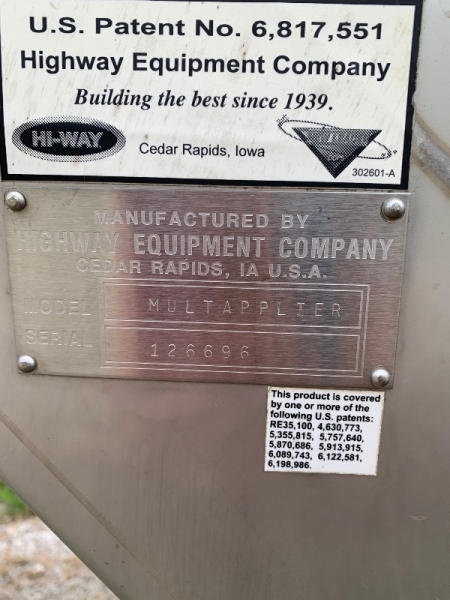 U.S. Patent No. 6,817,551
Highway Equipment Company
Building the best since 1939.
HI-WAY
Cedar Rapids, Iowa
302601-A
MANUFACTURED BY
HIGHWAY EQUIPMENT COMPANY
CEDAR RAPIDS, IA U.S.A.
MODEL MULTAPPLIER
SERIAL 126696
This product is covered
by one or more of the
following U.S. patents:
RE35,100, 4,630,773,
5,355,815, 5,757,640,
5,870,686, 5,913,915,
6,089,743, 6,122,581,
6,198,986.